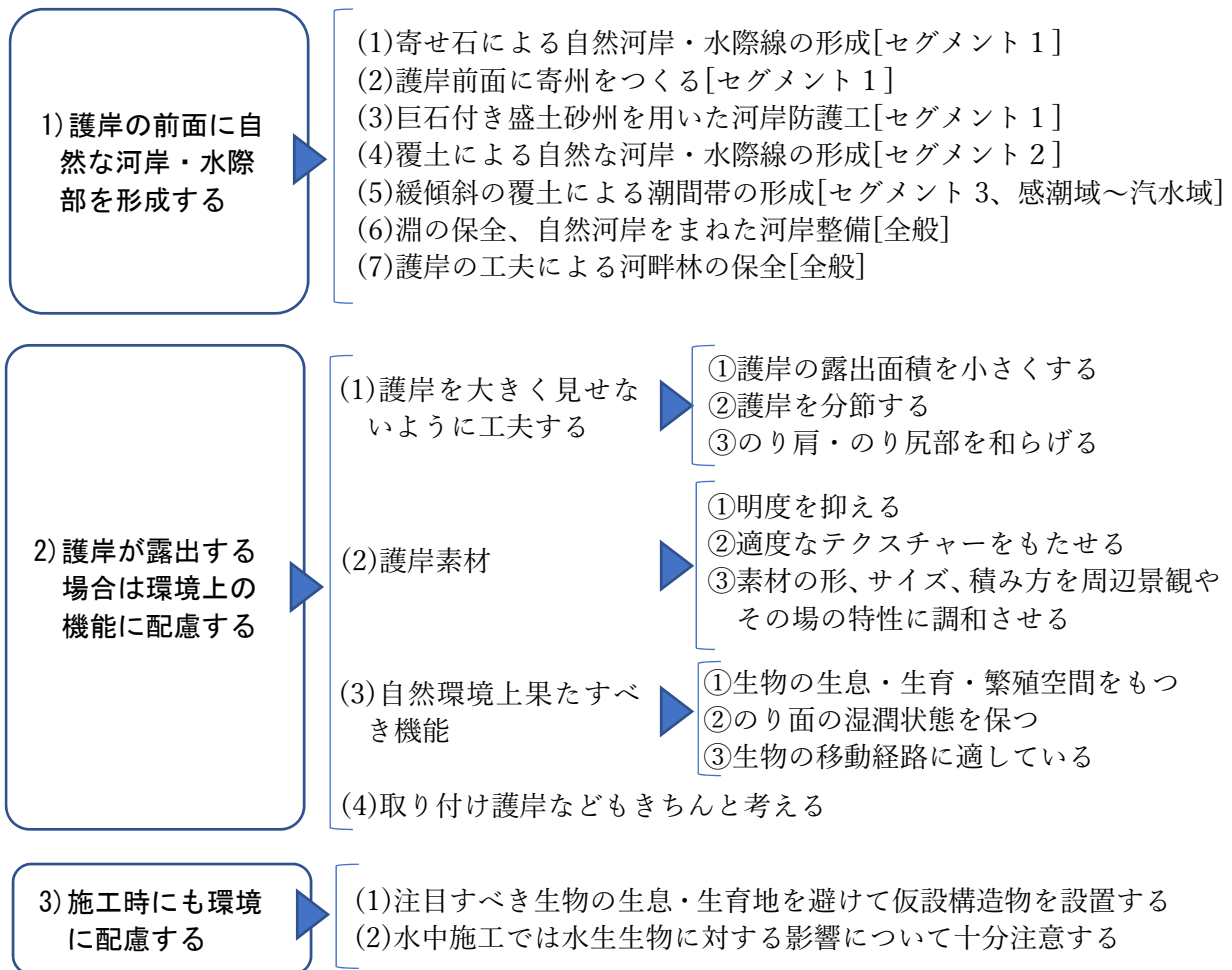 1)護岸の前面に自
然な河岸・水際
部を形成する
(1)寄せ石による自然河岸・水際線の形成[セグメント 1]
(2)護岸前面に寄州をつくる[セグメント 1]
(3)巨石付き盛土砂州を用いた河岸防護工[セグメント 1]
(4)覆土による自然な河岸・水際線の形成[セグメント 2]
(5)緩傾斜の覆土による潮間帯の形成[セグメント 3、感潮域～汽水域]
(6)淵の保全、自然河岸をまねた河岸整備[全般]
(7)護岸の工夫による河畔林の保全[全般]
2)護岸が露出する
場合は環境上の
機能に配慮する
(1)護岸を大きく見せな
いように工夫する
①護岸の露出面積を小さくする
②護岸を分節する
③のり肩・のり尻部を和らげる
(2)護岸素材
①明度を抑える
②適度なテクスチャーをもたせる
③素材の形、サイズ、積み方を周辺景観や
その場の特性に調和させる
(3)自然環境上果たすべ
き機能
①生物の生息・生育・繁殖空間をもつ
②のり面の湿潤状態を保つ
③生物の移動経路に適している
(4)取り付け護岸などもきちんと考える
3)施工時にも環境
に配慮する
(1)注目すべき生物の生息・生育地を避けて仮設構造物を設置する
(2)水中施工では水生生物に対する影響について十分注意する